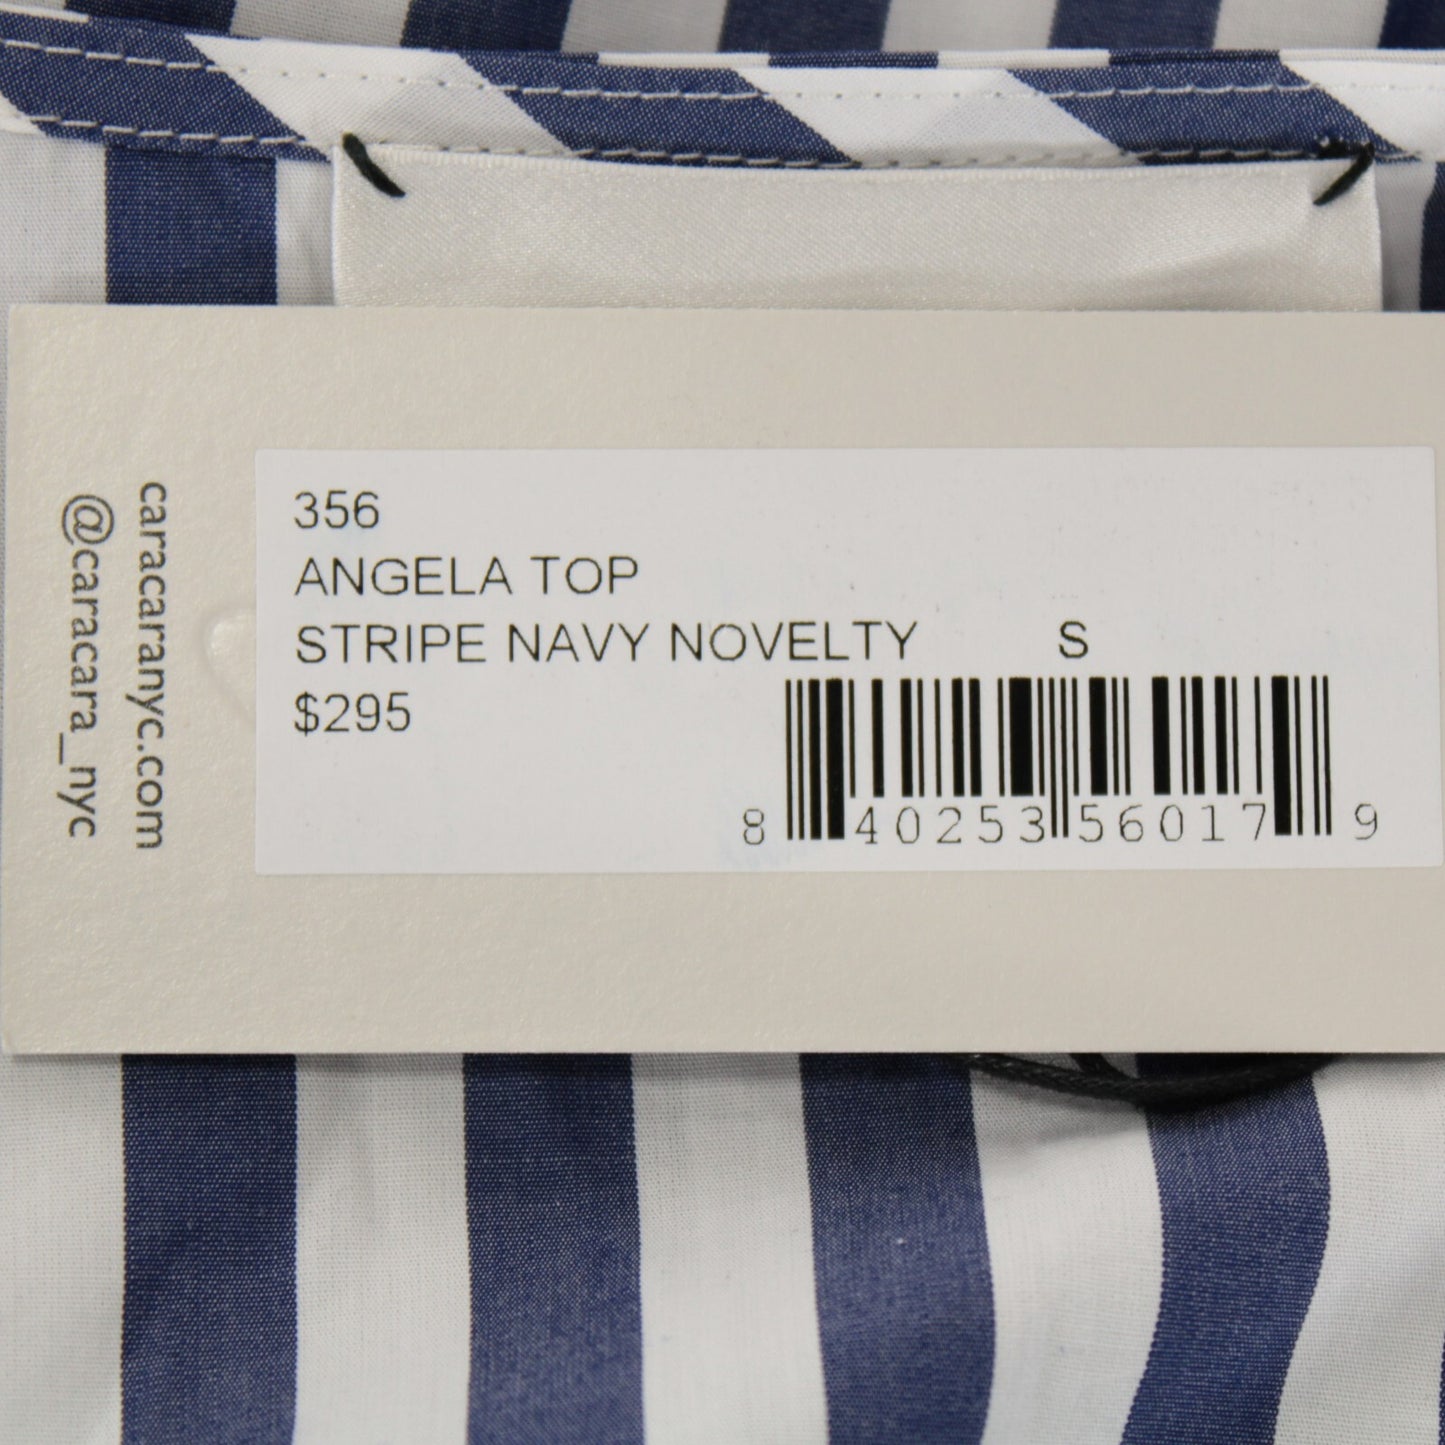 356
ANGELA TOP
STRIPE NAVY NOVELTY S
$295
8 40253 56017 9
caracaranyc.com
@caracara_nyc